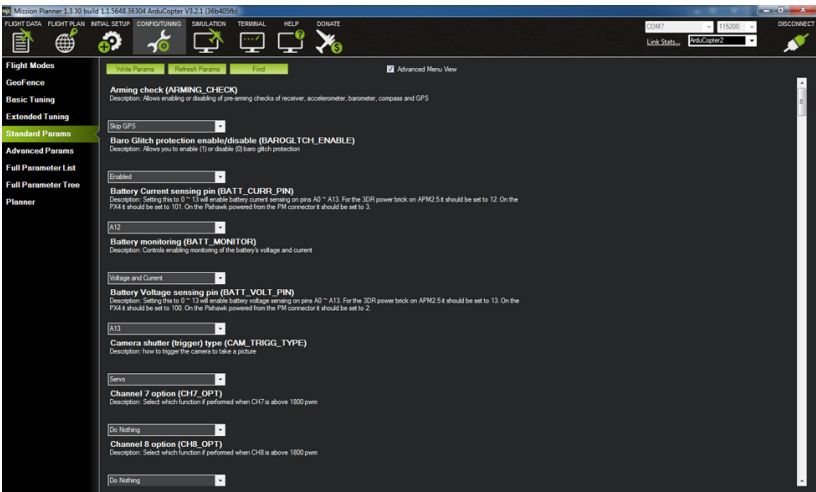 Mission Planner 1.3.30 build 1.1.5648.36304 ArduCopter V3.2.1 (36b405fb)
FLIGHT DATA FLIGHT PLAN INITIAL SETUP CONFIG/TUNING SIMULATION TERMINAL HELP DONATE
COM7 115200 DISCONNECT
Link Stats... ArduCopter2
Flight Modes
GeoFence
Basic Tuning
Extended Tuning
Standard Params
Advanced Params
Full Parameter List
Full Parameter Tree
Planner
Write Params Refresh Params Find Advanced Menu View
Arming check (ARMING_CHECK)
Description: Allows enabling or disabling of pre-arming checks of receiver, accelerometer, barometer, compass and GPS
Skip GPS
Baro Glitch protection enable/disable (BAROGLTCH_ENABLE)
Description: Allows you to enable (1) or disable (0) baro glitch protection
Enabled
Battery Current sensing pin (BATT_CURR_PIN)
Description: Setting this to 0 ~ 13 will enable battery current sensing on pins A0 ~ A13. For the 3DR power brick on APM2.5 it should be set to 12. On the
PX4 it should be set to 101. On the Pixhawk powered from the PM connector it should be set to 3.
A12
Battery monitoring (BATT_MONITOR)
Description: Controls enabling monitoring of the battery's voltage and current
Voltage and Current
Battery Voltage sensing pin (BATT_VOLT_PIN)
Description: Setting this to 0 ~ 13 will enable battery voltage sensing on pins A0 ~ A13. For the 3DR power brick on APM2.5 it should be set to 13. On the
PX4 it should be set to 100. On the Pixhawk powered from the PM connector it should be set to 2.
A13
Camera shutter (trigger) type (CAM_TRIGG_TYPE)
Description: how to trigger the camera to take a picture
Servo
Channel 7 option (CH7_OPT)
Description: Select which function if performed when CH7 is above 1800 pwm
Do Nothing
Channel 8 option (CH8_OPT)
Description: Select which function if performed when CH8 is above 1800 pwm
Do Nothing